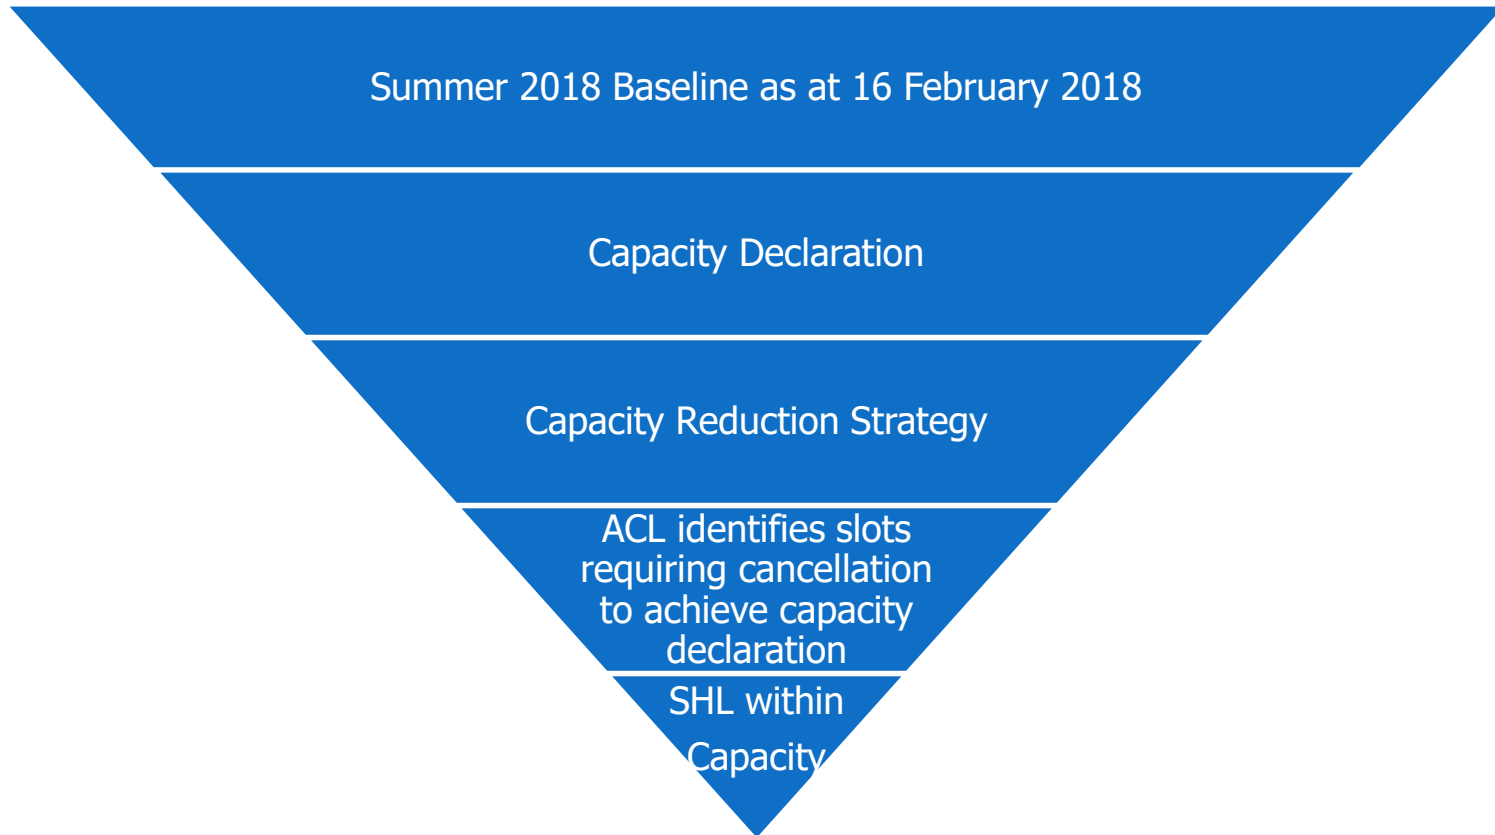 Summer 2018 Baseline as at 16 February 2018
Capacity Declaration
Capacity Reduction Strategy
ACL identifies slots
requiring cancellation
to achieve capacity
declaration
SHL within
Capacity